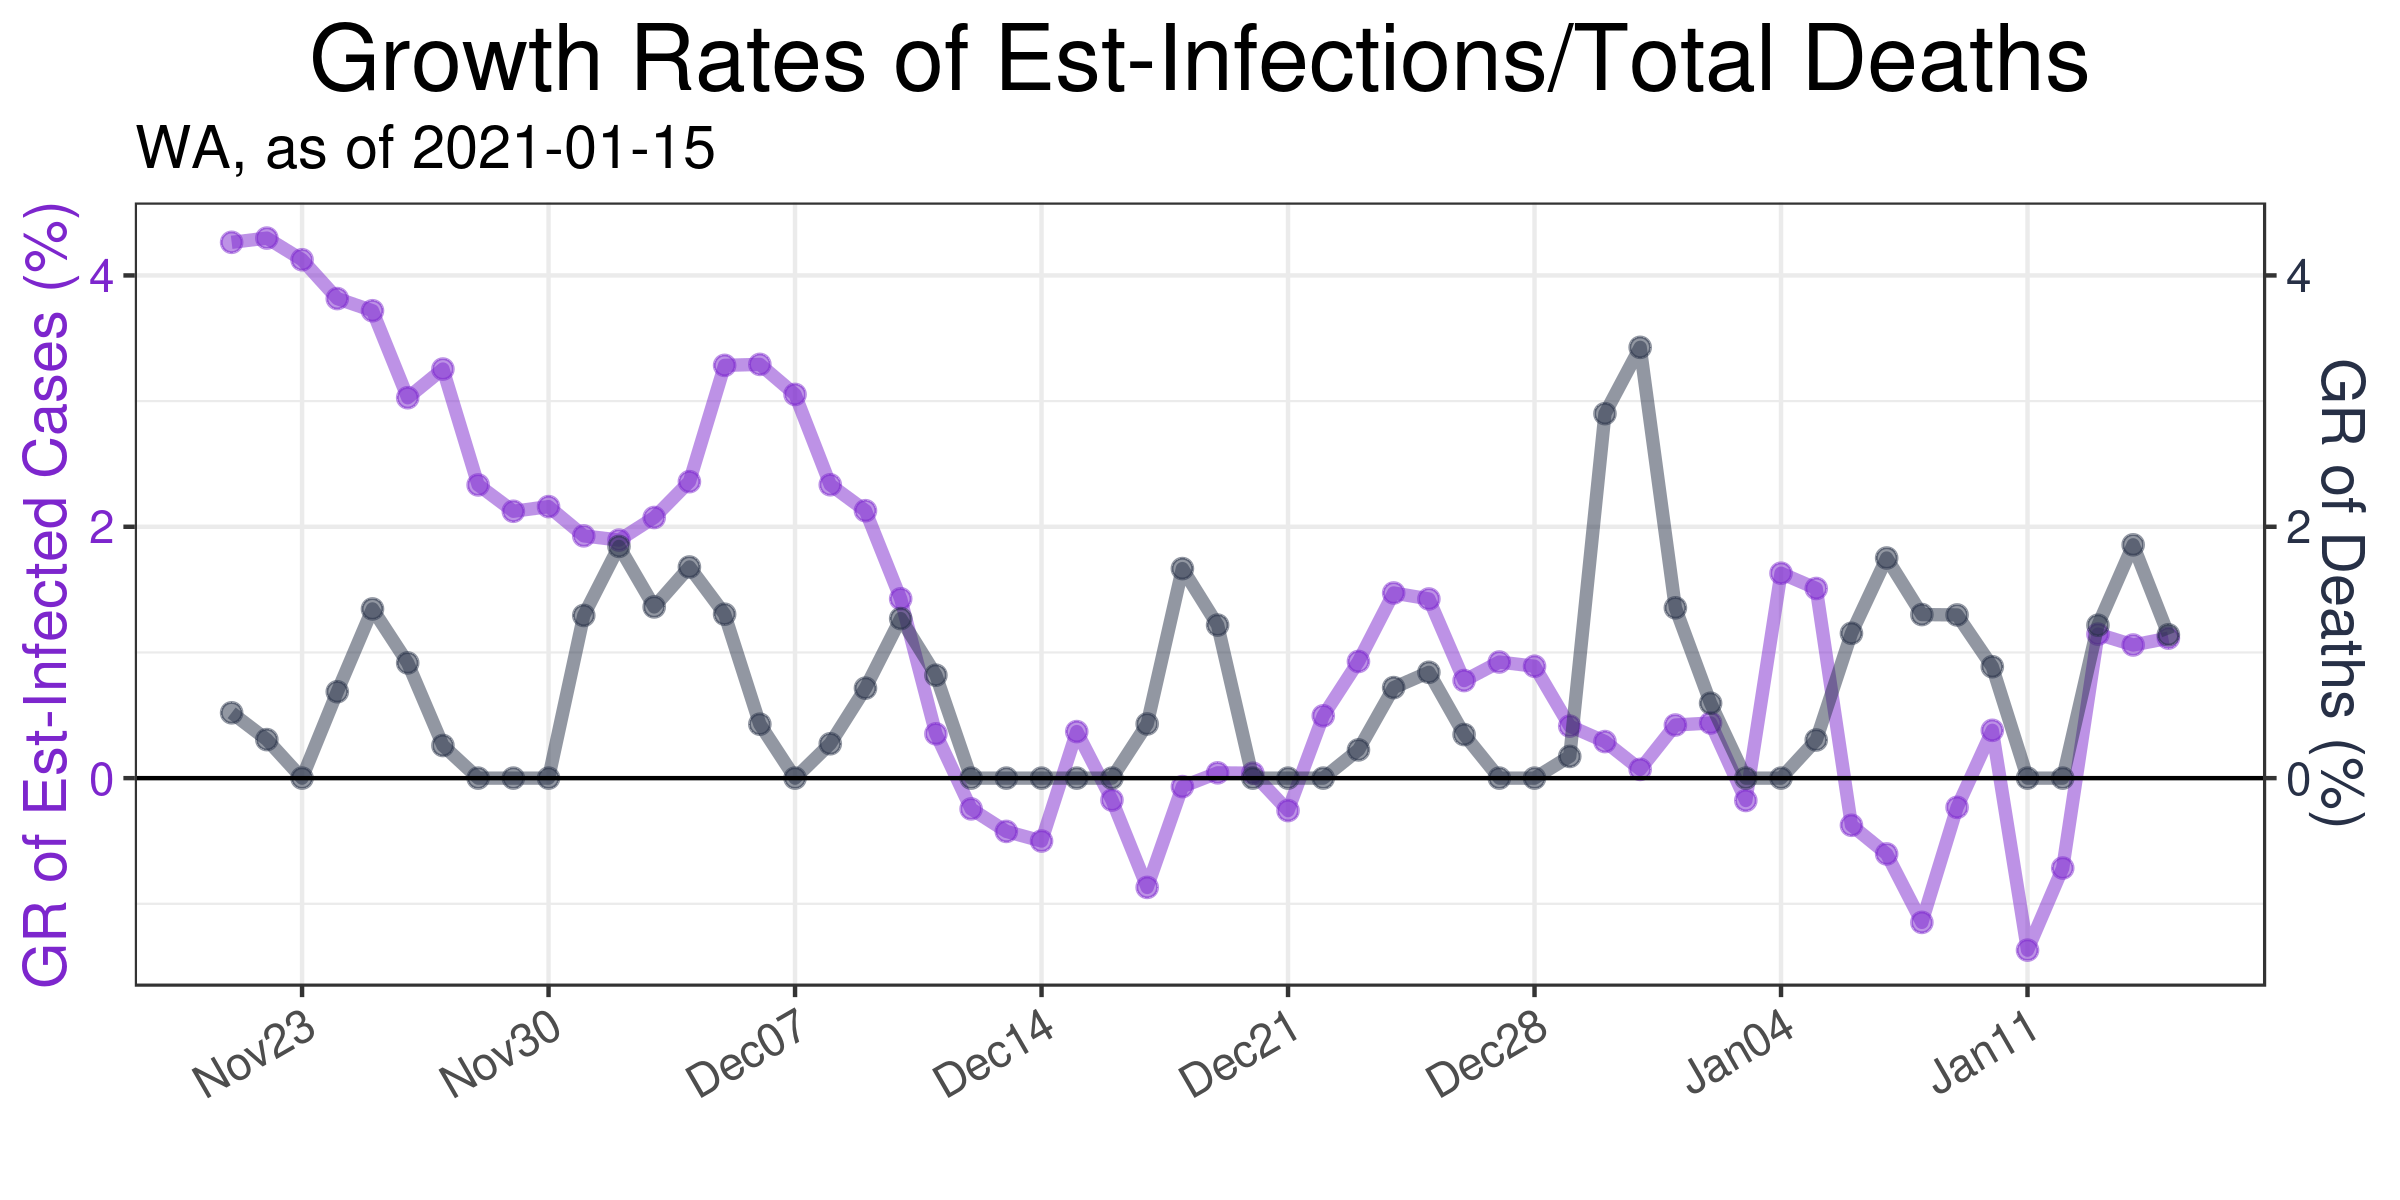 Growth Rates of Est-Infections/Total Deaths
WA, as of 2021-01-15
GR of Est-Infected Cases (%)
4
2
0
4
2
0
GR of Deaths (%)
Nov23
Nov30
Dec07
Dec14
Dec21
Dec28
Jan04
Jan11